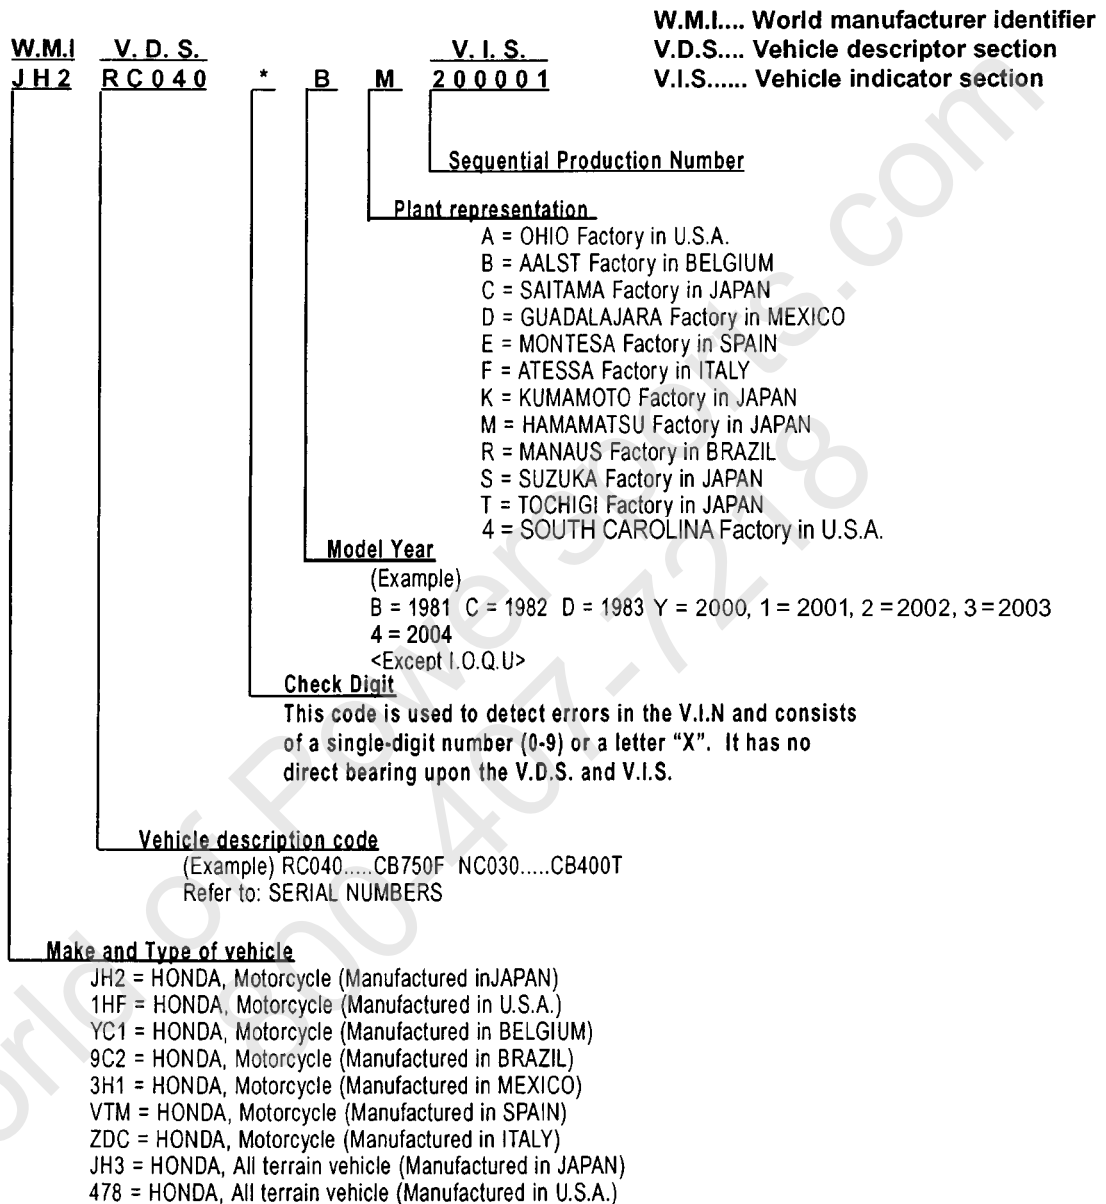 W.M.I.... World manufacturer identifier
W.M.I V. D. S. V. I. S. V.D.S.... Vehicle descriptor section
JH2 RC040 * B M 200001 V.I.S...... Vehicle indicator section
Sequential Production Number
Plant representation
A = OHIO Factory in U.S.A.
B = AALST Factory in BELGIUM
C = SAITAMA Factory in JAPAN
D = GUADALAJARA Factory in MEXICO
E = MONTESA Factory in SPAIN
F = ATESSA Factory in ITALY
K = KUMAMOTO Factory in JAPAN
M = HAMAMATSU Factory in JAPAN
R = MANAUS Factory in BRAZIL
S = SUZUKA Factory in JAPAN
T = TOCHIGI Factory in JAPAN
4 = SOUTH CAROLINA Factory in U.S.A.
Model Year
(Example)
B = 1981 C = 1982 D = 1983 Y = 2000, 1 = 2001, 2 = 2002, 3 = 2003
4 = 2004
<Except I.O.Q.U>
Check Digit
This code is used to detect errors in the V.I.N and consists
of a single-digit number (0-9) or a letter “X”. It has no
direct bearing upon the V.D.S. and V.I.S.
Vehicle description code
(Example) RC040.....CB750F NC030.....CB400T
Refer to: SERIAL NUMBERS
Make and Type of vehicle
JH2 = HONDA, Motorcycle (Manufactured inJAPAN)
1HF = HONDA, Motorcycle (Manufactured in U.S.A.)
YC1 = HONDA, Motorcycle (Manufactured in BELGIUM)
9C2 = HONDA, Motorcycle (Manufactured in BRAZIL)
3H1 = HONDA, Motorcycle (Manufactured in MEXICO)
VTM = HONDA, Motorcycle (Manufactured in SPAIN)
ZDC = HONDA, Motorcycle (Manufactured in ITALY)
JH3 = HONDA, All terrain vehicle (Manufactured in JAPAN)
478 = HONDA, All terrain vehicle (Manufactured in U.S.A.)
of Powersports.com
800-407-7218